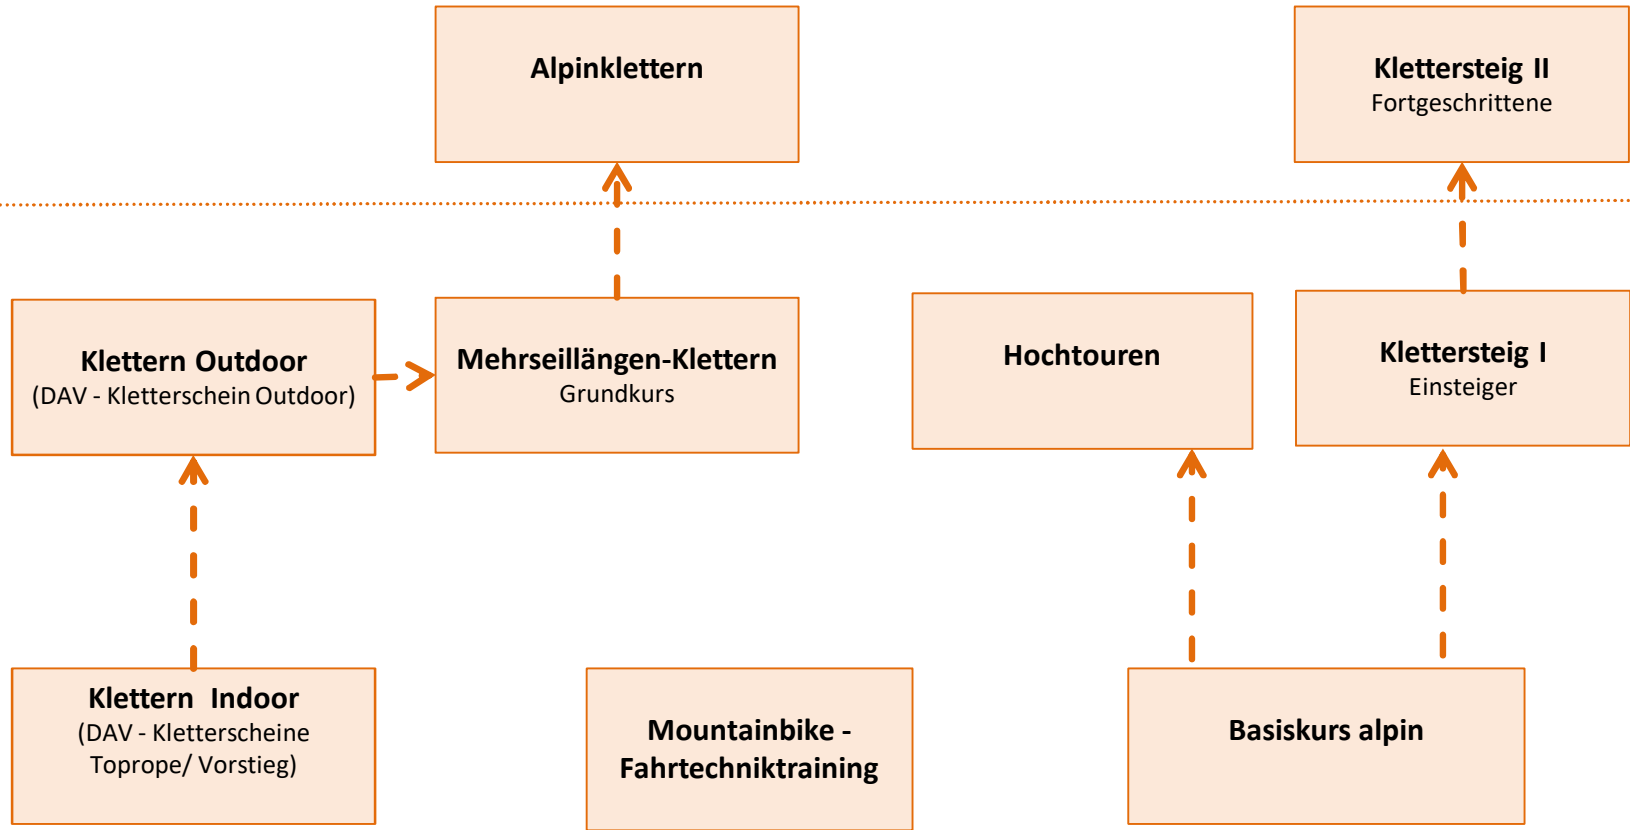 Alpinklettern
Klettersteig II
Fortgeschrittene
Klettern Outdoor
(DAV - Kletterschein Outdoor)
Mehrseillängen-Klettern
Grundkurs
Hochtouren
Klettersteig I
Einsteiger
Klettern Indoor
(DAV - Kletterscheine
Toprope/ Vorstieg)
Mountainbike -
Fahrtechniktraining
Basiskurs alpin